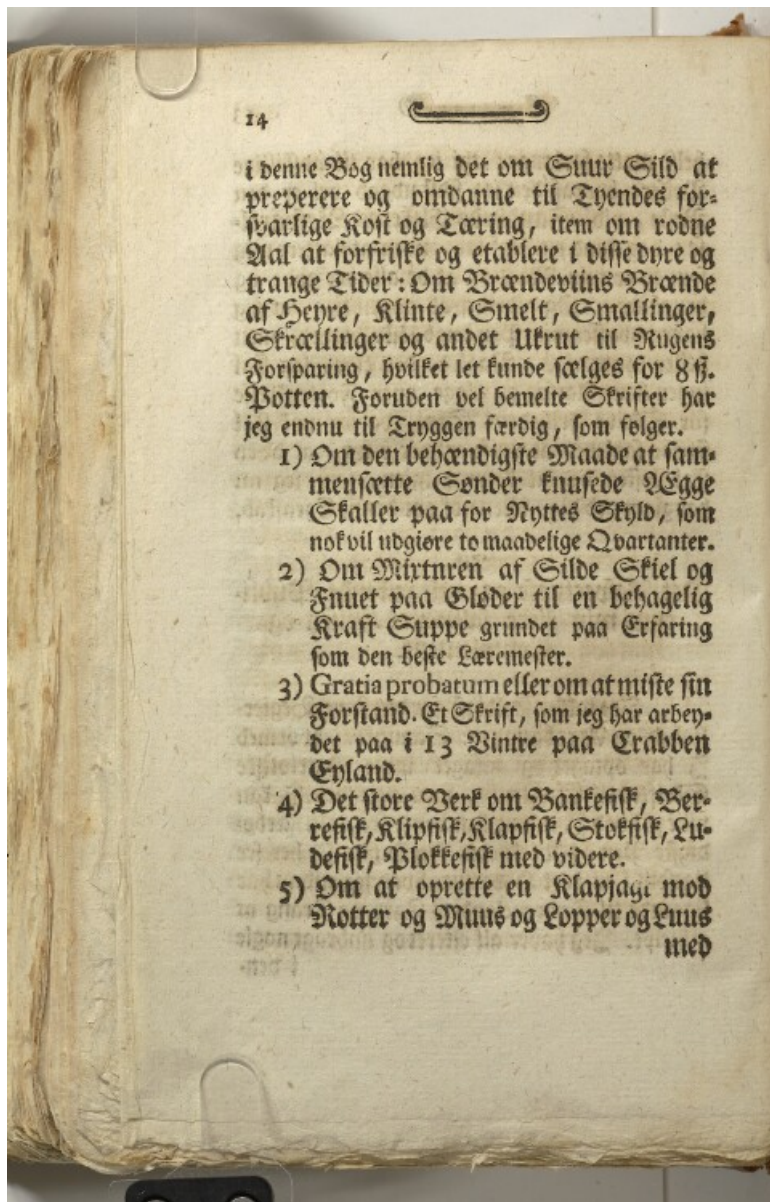 14
i denne Bog nemlig det om Suur Sild at
preperere og omdanne til Tyendes for-
svarlige Kost og Tæring, item om rodne
Aal at forfriske og etablere i disse dyre og
trange Tider: Om Brændeviins Brænde
af Heyre, Klinte, Smelt, Smallinger,
Skrællinger og andet Ukrut til Rugens
Forsparing, hvilket let kunde sælges for 8 ß.
Potten. Foruden vel bemelte Skrifter har
jeg endnu til Tryggen færdig, som følger.
1) Om den behændigste Maade at sam-
mensætte Sønder knusede Ægge
Skaller paa for Nyttes Skyld, som
nok vil udgiøre to maadelige Qvartanter.
2) Om Mixturen af Silde Skiel og
Fnuet paa Gløder til en behagelig
Kraft Suppe grundet paa Erfaring
som den beste Læremester.
3) Gratia probatum eller om at miste sin
Forstand. Et Skrift, som jeg har arbey-
det paa i 13 Vintre paa Crabben
Eyland.
4) Det store Verk om Bankefisk, Ber-
refisk, Klipfisk, Klapfisk, Stokfisk, Lu-
defisk, Plokkefisk med videre.
5) Om at oprette en Klapjagt mod
Rotter og Muus og Lopper og Luus
med